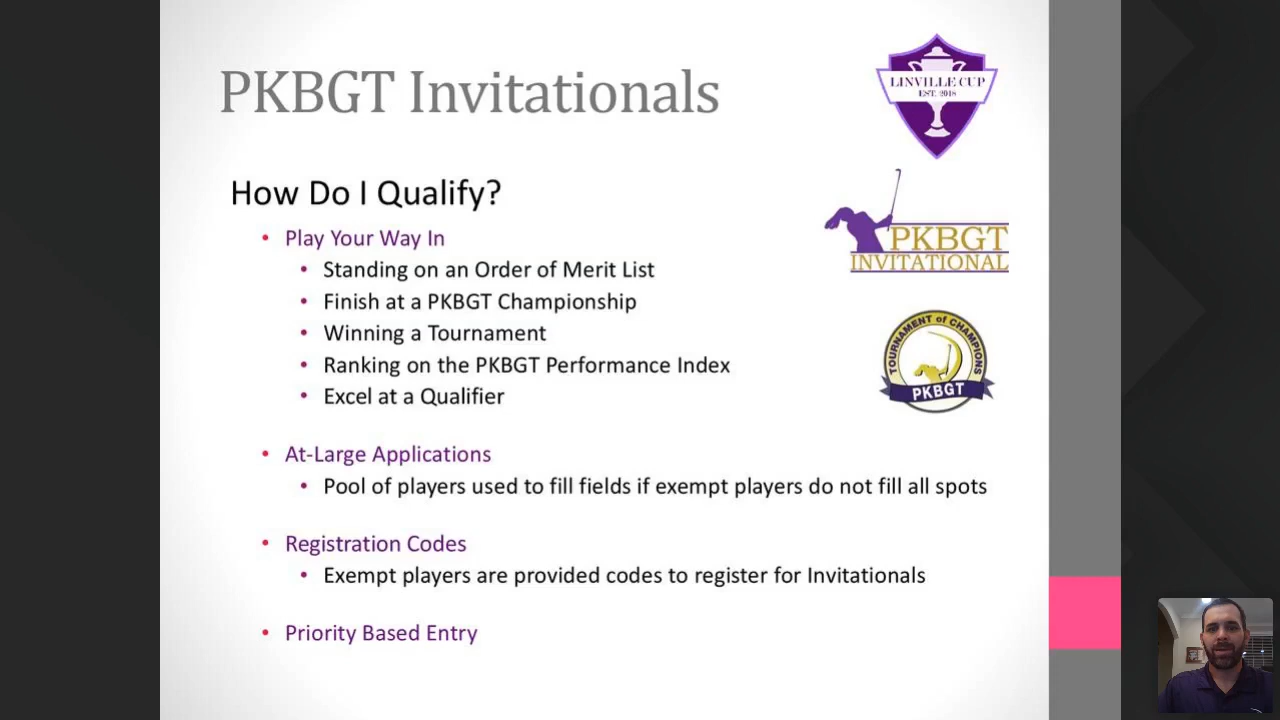 PKBGT Invitationals
LINVILLE CUP
EST. 2018
How Do I Qualify?
• Play Your Way In
• Standing on an Order of Merit List
• Finish at a PKBGT Championship
• Winning a Tournament
• Ranking on the PKBGT Performance Index
• Excel at a Qualifier
PKBGT
INVITATIONAL
TOURNAMENT of CHAMPIONS
PKBGT
• At-Large Applications
• Pool of players used to fill fields if exempt players do not fill all spots
• Registration Codes
• Exempt players are provided codes to register for Invitationals
• Priority Based Entry